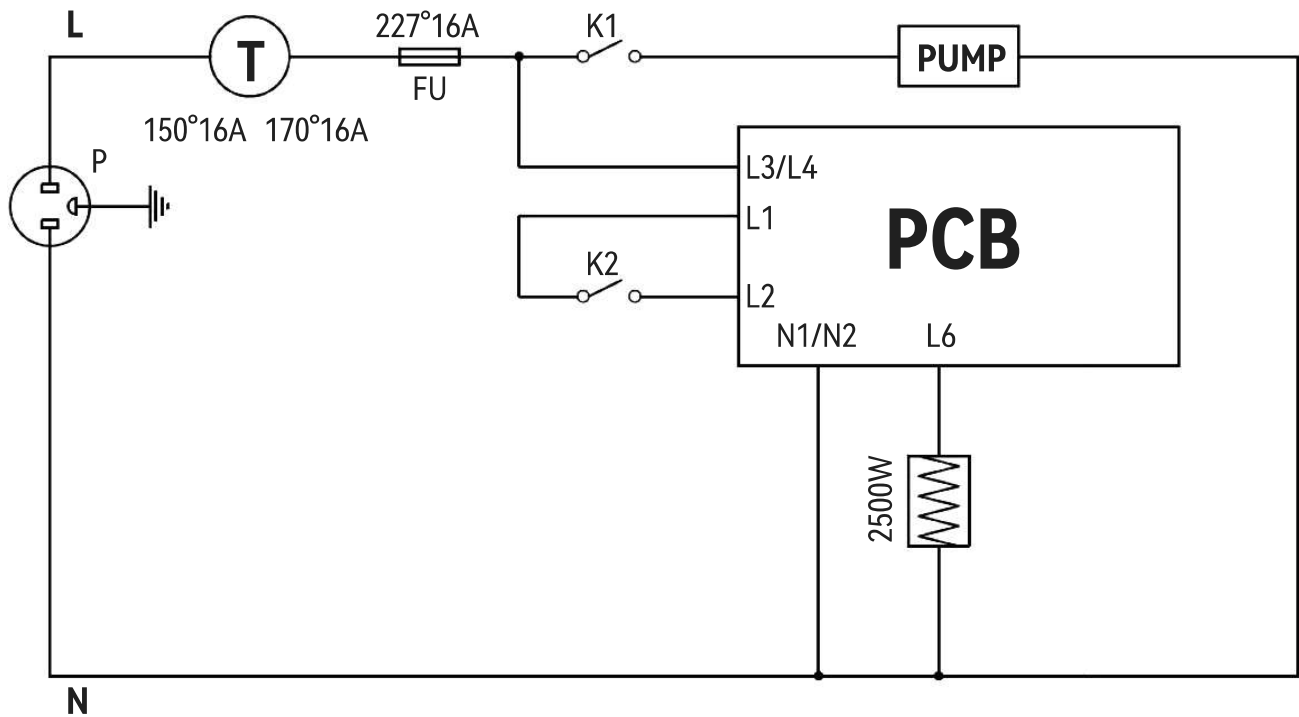 L
T
227°16A
FU
K1
PUMP
150°16A 170°16A
P
L3/L4
L1
PCB
K2
L2
N1/N2
L6
2500W
N